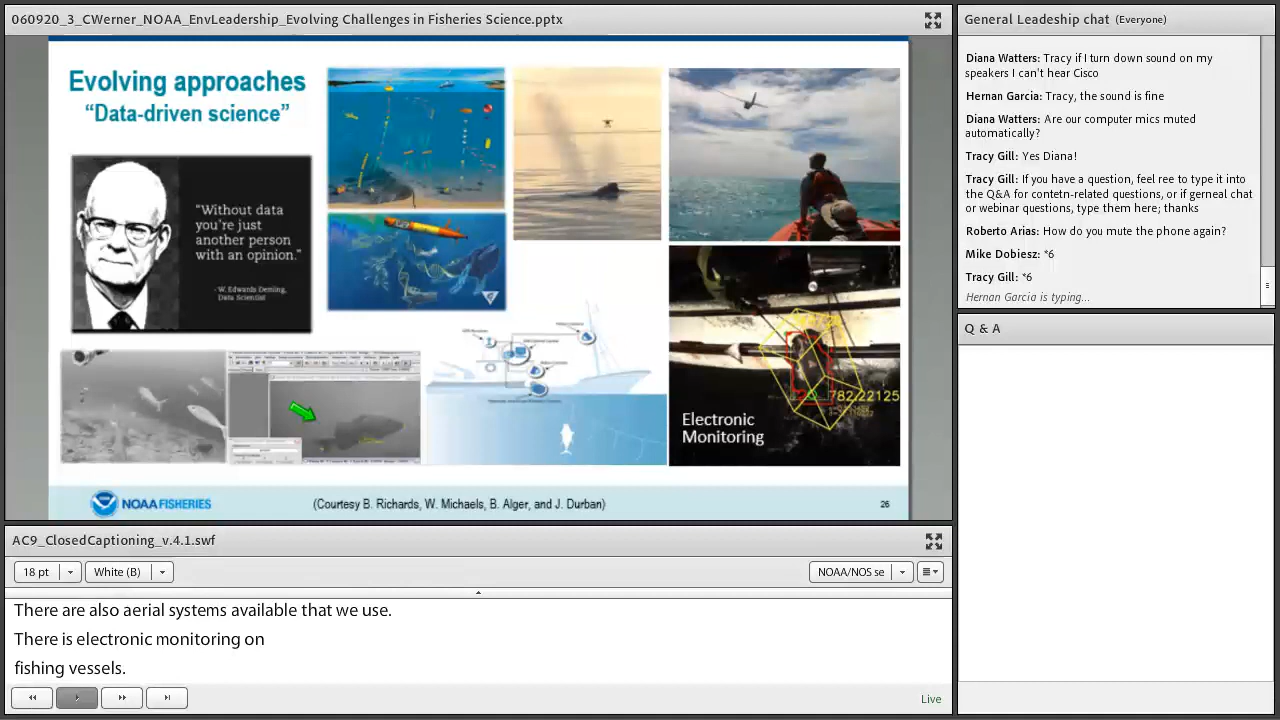 060920_3_CWerner_NOAA_EnvLeadership_Evolving Challenges in Fisheries Science.pptx
Evolving approaches
“Data-driven science”
"Without data
you're just
another person
with an opinion."
- W. Edwards Deming,
Data Scientist
782.22125
Electronic
Monitoring
NOAA FISHERIES
(Courtesy B. Richards, W. Michaels, B. Alger, and J. Durban)
26
AC9_ClosedCaptioning_v.4.1.swf
18 pt
White (B)
NOAA/NOS se
There are also aerial systems available that we use.
There is electronic monitoring on
fishing vessels.
Live
General Leadeship chat (Everyone)
Diana Watters: Tracy if I turn down sound on my
speakers I can't hear Cisco
Hernan Garcia: Tracy, the sound is fine
Diana Watters: Are our computer mics muted
automatically?
Tracy Gill: Yes Diana!
Tracy Gill: If you have a question, feel ree to type it into
the Q&A for contetn-related questions, or if gerneal chat
or webinar questions, type them here; thanks
Roberto Arias: How do you mute the phone again?
Mike Dobiesz: *6
Tracy Gill: *6
Hernan Garcia is typing...
Q & A